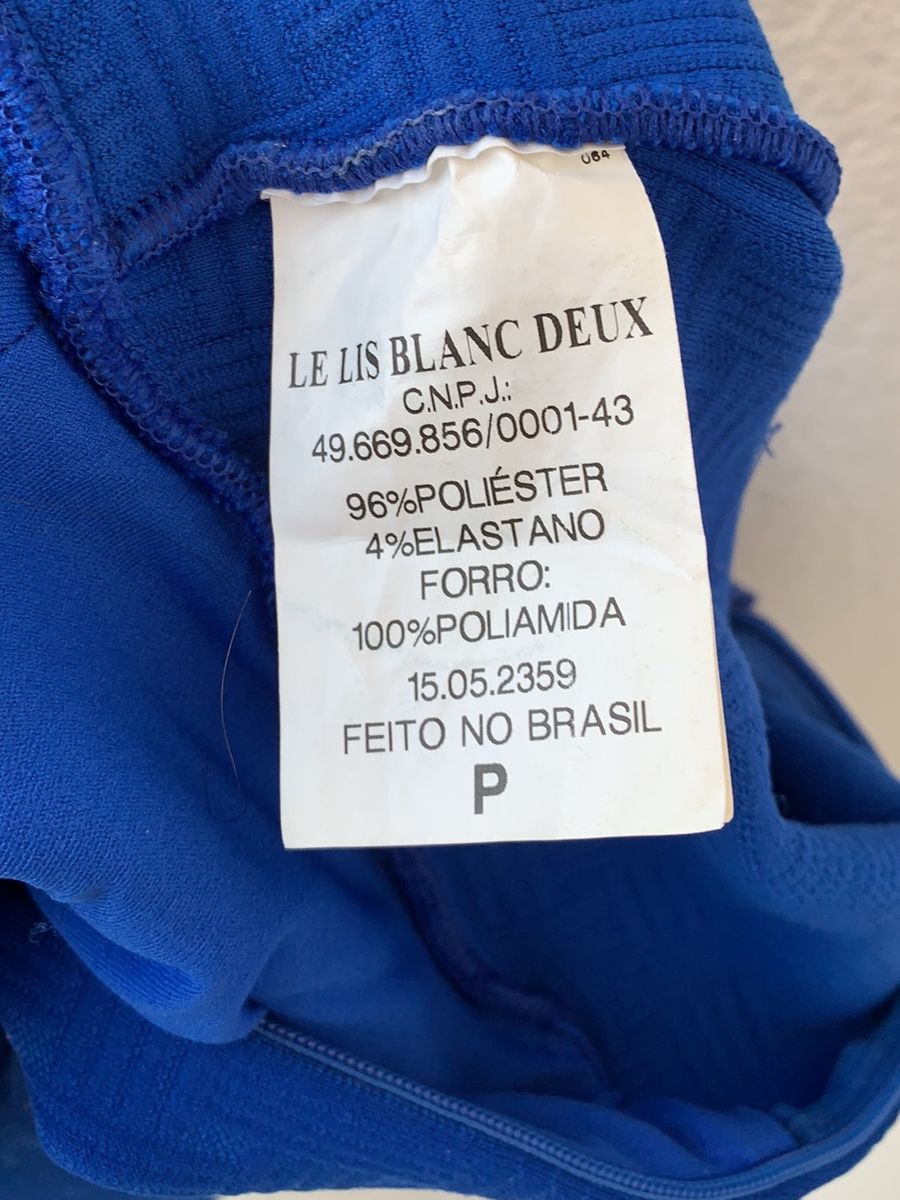 064
LE LIS BLANC DEUX
C.N.P.J.:
49.669.856/0001-43
96%POLIÉSTER
4%ELASTANO
FORRO:
100%POLIAMIDA
15.05.2359
FEITO NO BRASIL
P